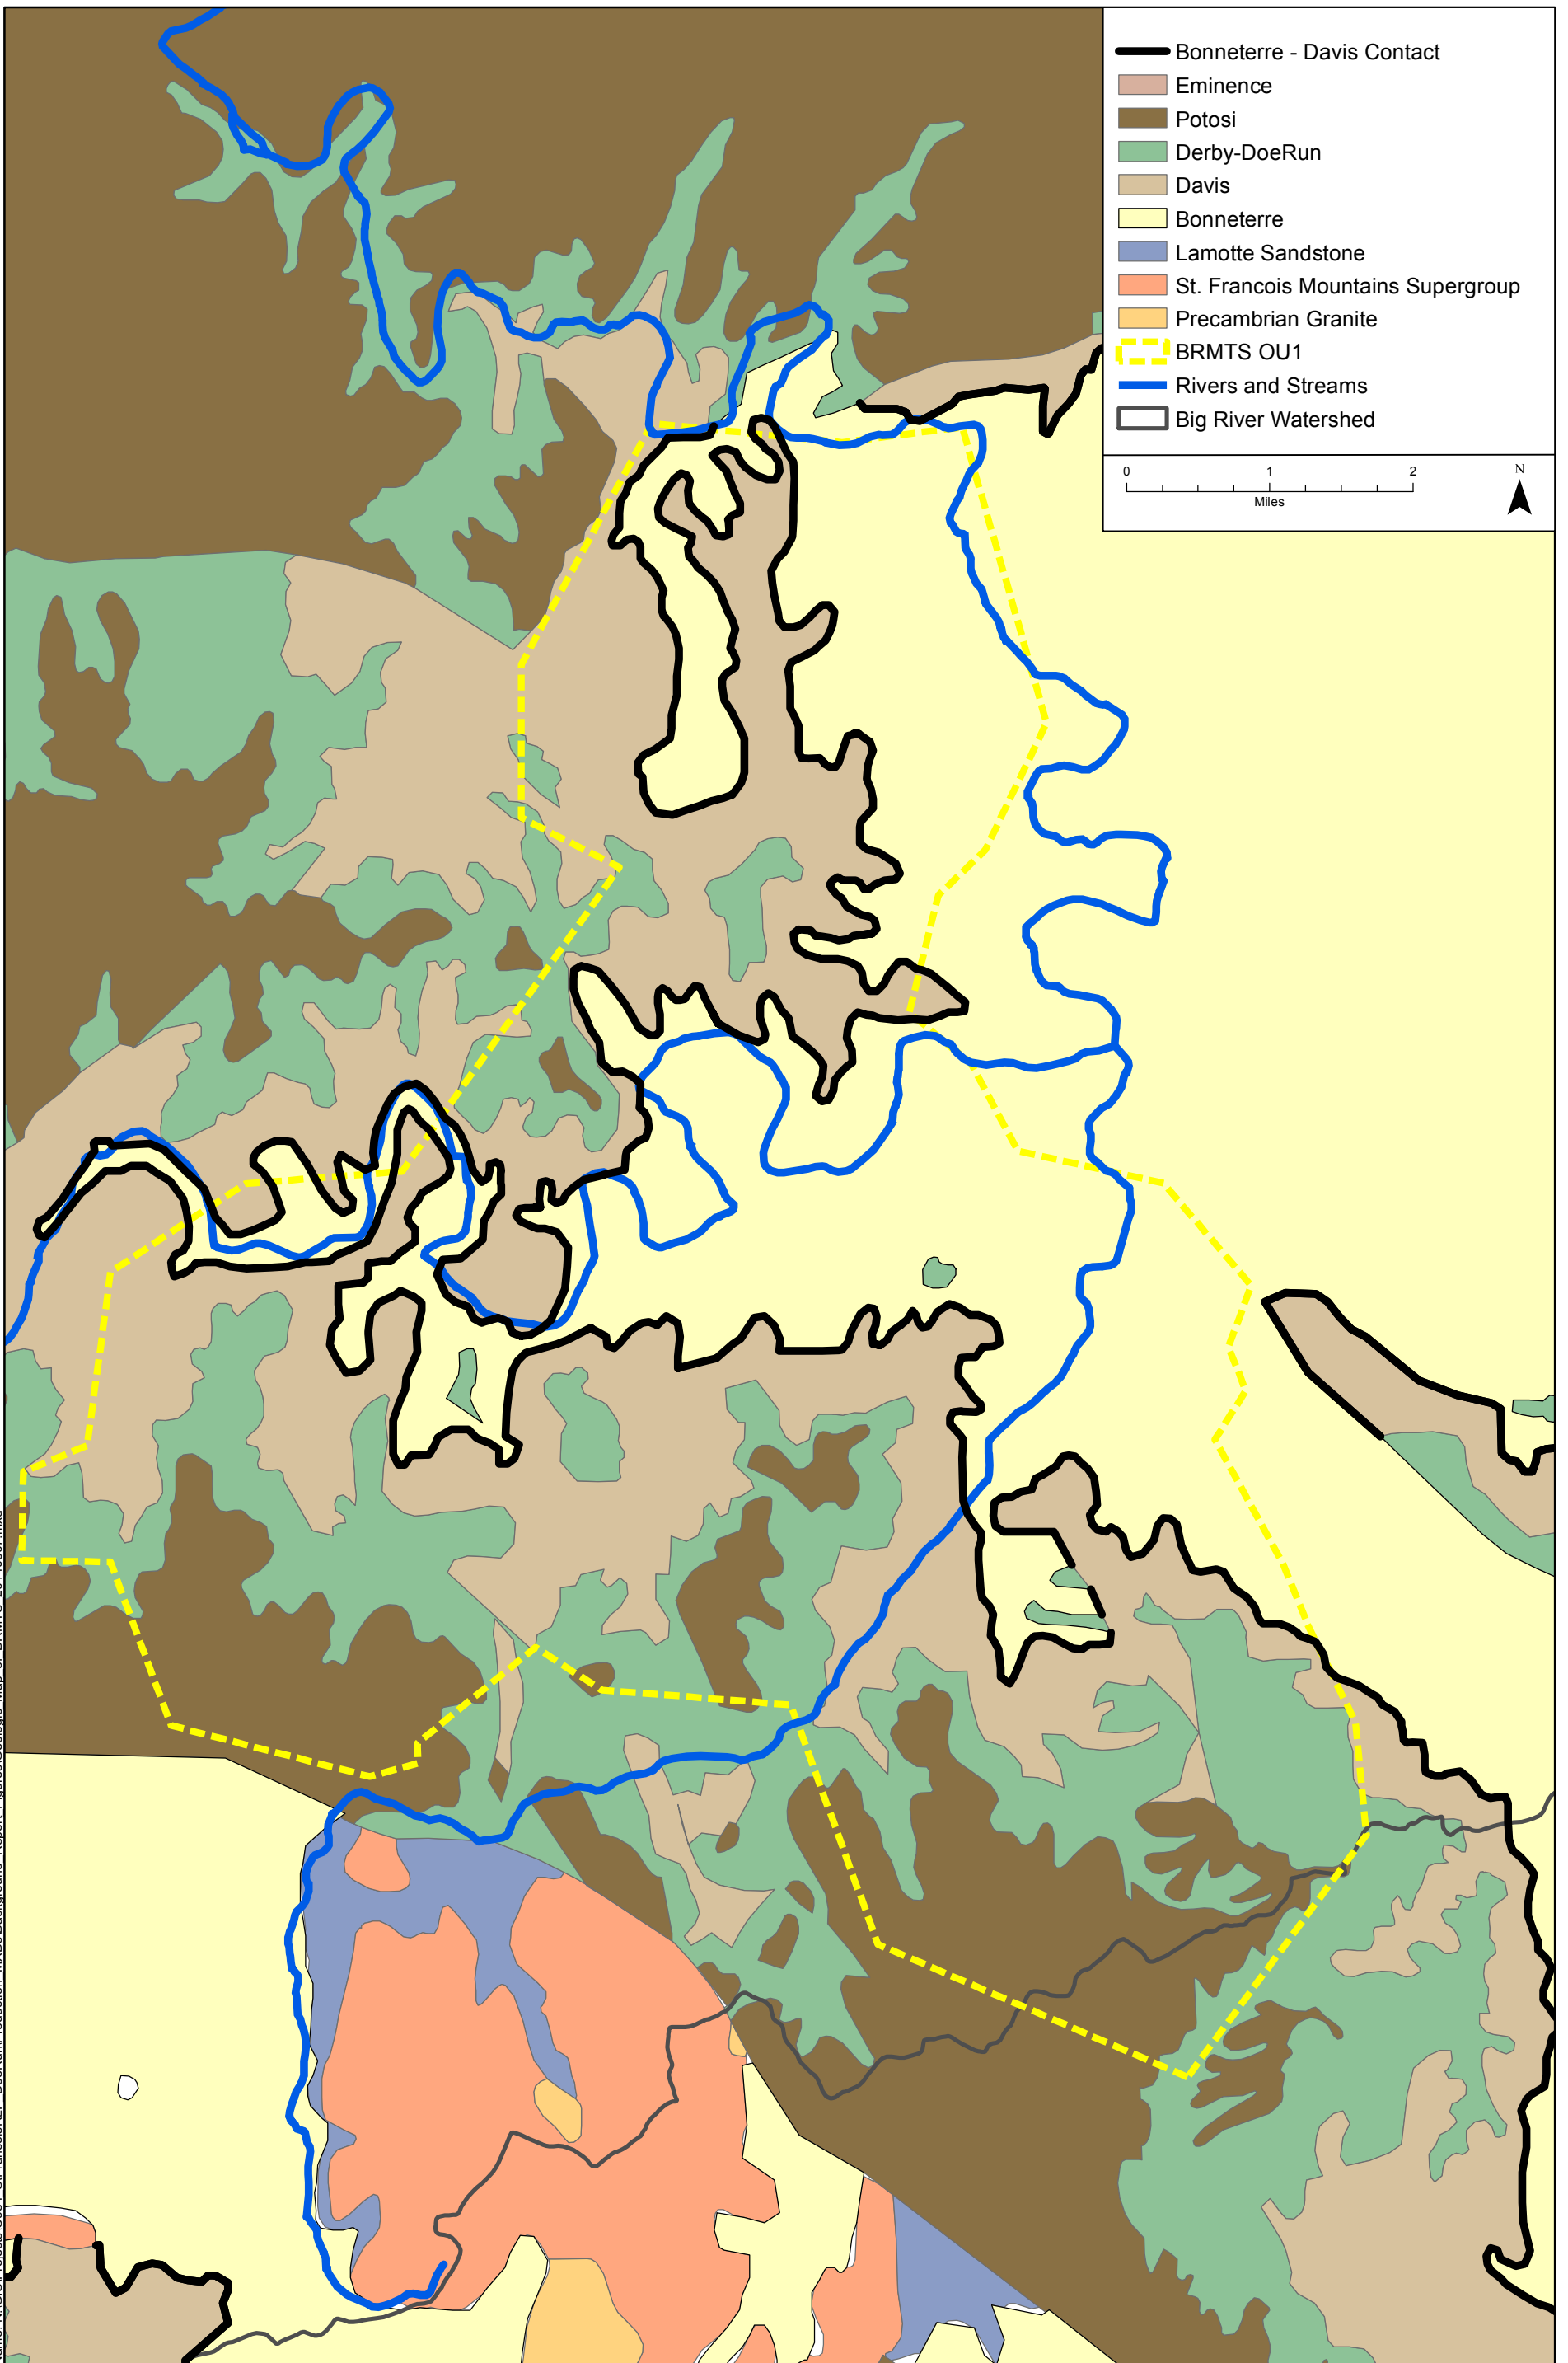 Bonneterre - Davis Contact
Eminence
Potosi
Derby-DoeRun
Davis
Bonneterre
Lamotte Sandstone
St. Francois Mountains Supergroup
Precambrian Granite
BRMTS OU1
Rivers and Streams
Big River Watershed
0 1 2
Miles
N